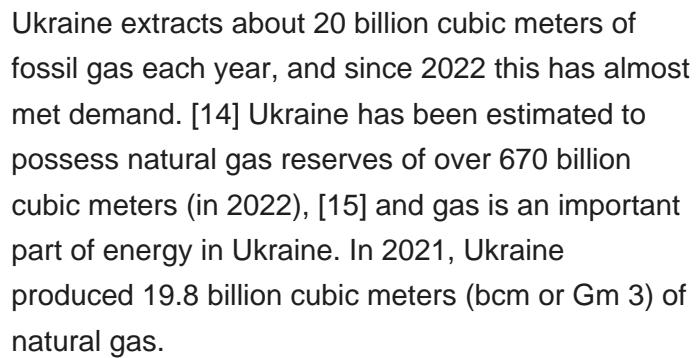 Ukraine extracts about 20 billion cubic meters of
fossil gas each year, and since 2022 this has almost
met demand. [14] Ukraine has been estimated to
possess natural gas reserves of over 670 billion
cubic meters (in 2022), [15] and gas is an important
part of energy in Ukraine. In 2021, Ukraine
produced 19.8 billion cubic meters (bcm or Gm 3) of
natural gas.